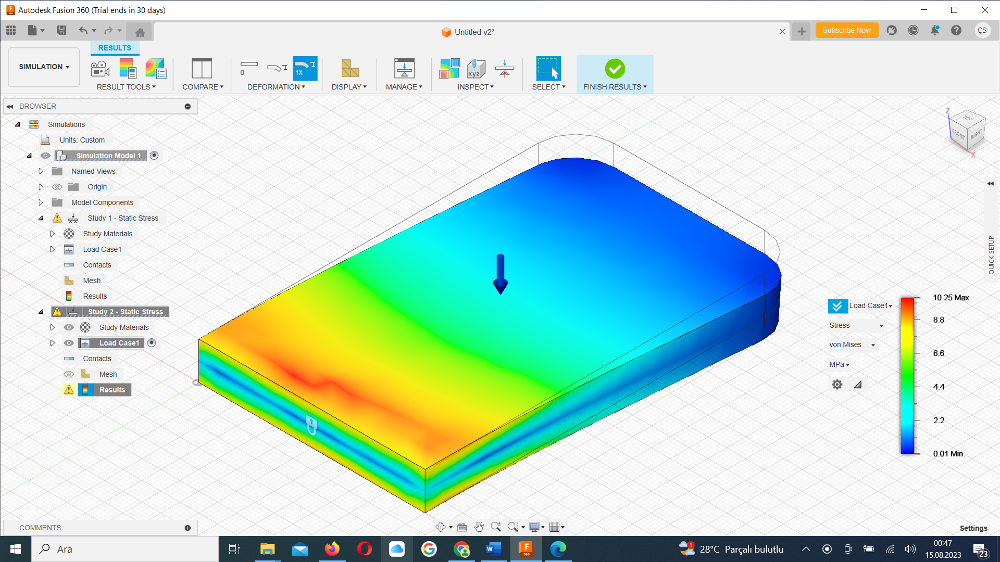 Autodesk Fusion 360 (Trial ends in 30 days)
Untitled v2*
Subscribe Now
ÇS
RESULTS
SIMULATION
0
1X
xyz
RESULT TOOLS
COMPARE
DEFORMATION
DISPLAY
MANAGE
INSPECT
SELECT
FINISH RESULTS
BROWSER
Simulations
Units: Custom
Simulation Model 1
Named Views
Origin
Model Components
Study 1 - Static Stress
Study Materials
Load Case1
Contacts
Mesh
Results
Study 2 - Static Stress
Study Materials
Load Case1
Contacts
Mesh
Results
Z
TOP
FRONT
RIGHT
X
QUICK SETUP
Load Case1
Stress
von Mises
MPa
10.25 Max.
8.8
6.6
4.4
2.2
0.01 Min.
COMMENTS
Settings
Ara
1
28°C Parçalı bulutlu
00:47
15.08.2023
23